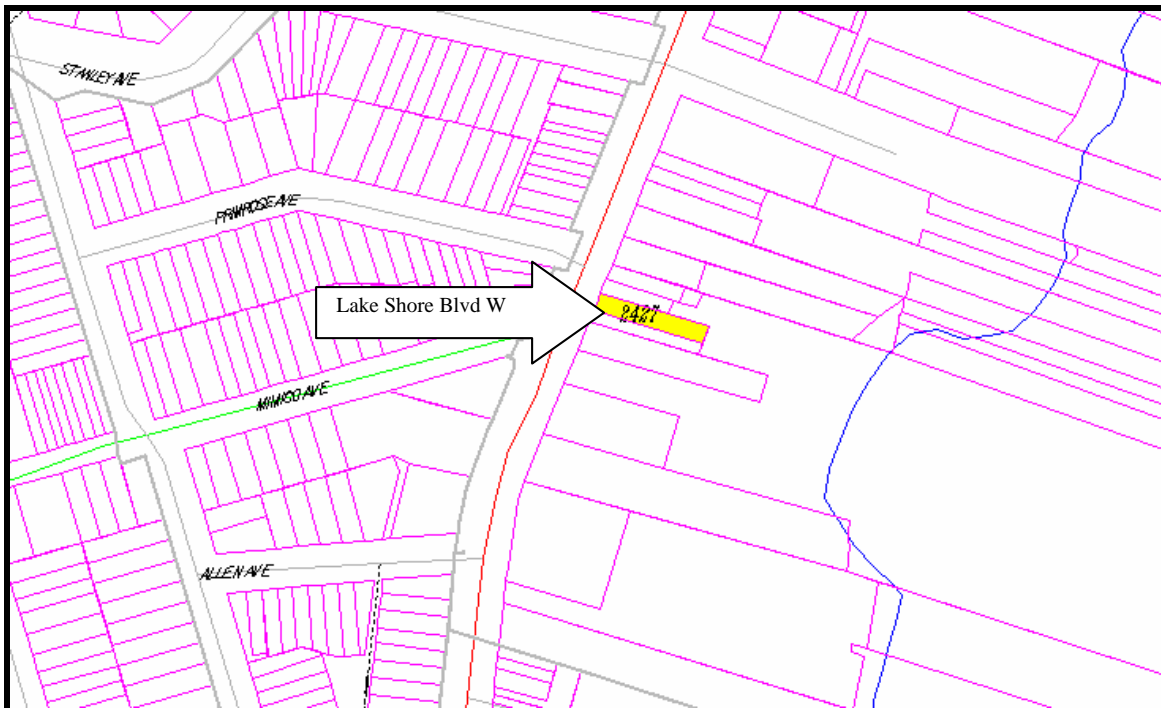 STANLEY AVE
PRIMROSE AVE
Lake Shore Blvd W
2427
MIMICO AVE
ALLEN AVE